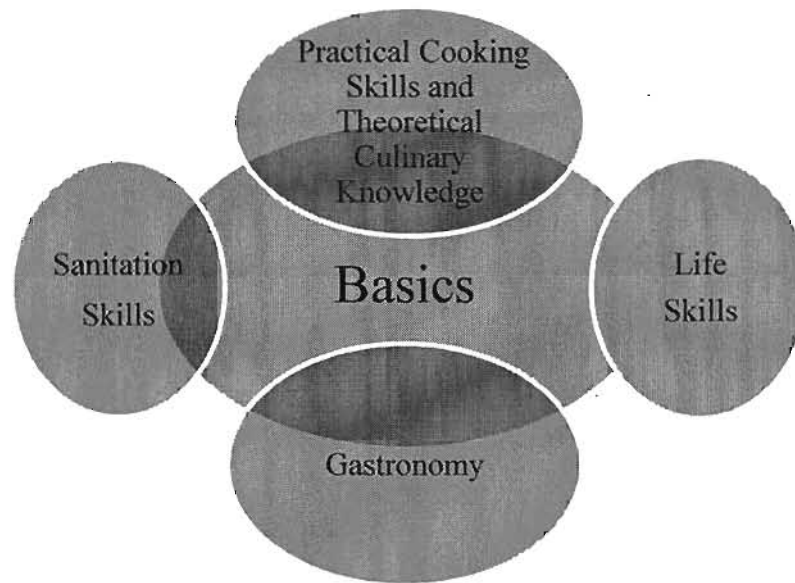 Practical Cooking
Skills and
Theoretical
Culinary
Knowledge
Sanitation
Skills
Basics
Life
Skills
Gastronomy